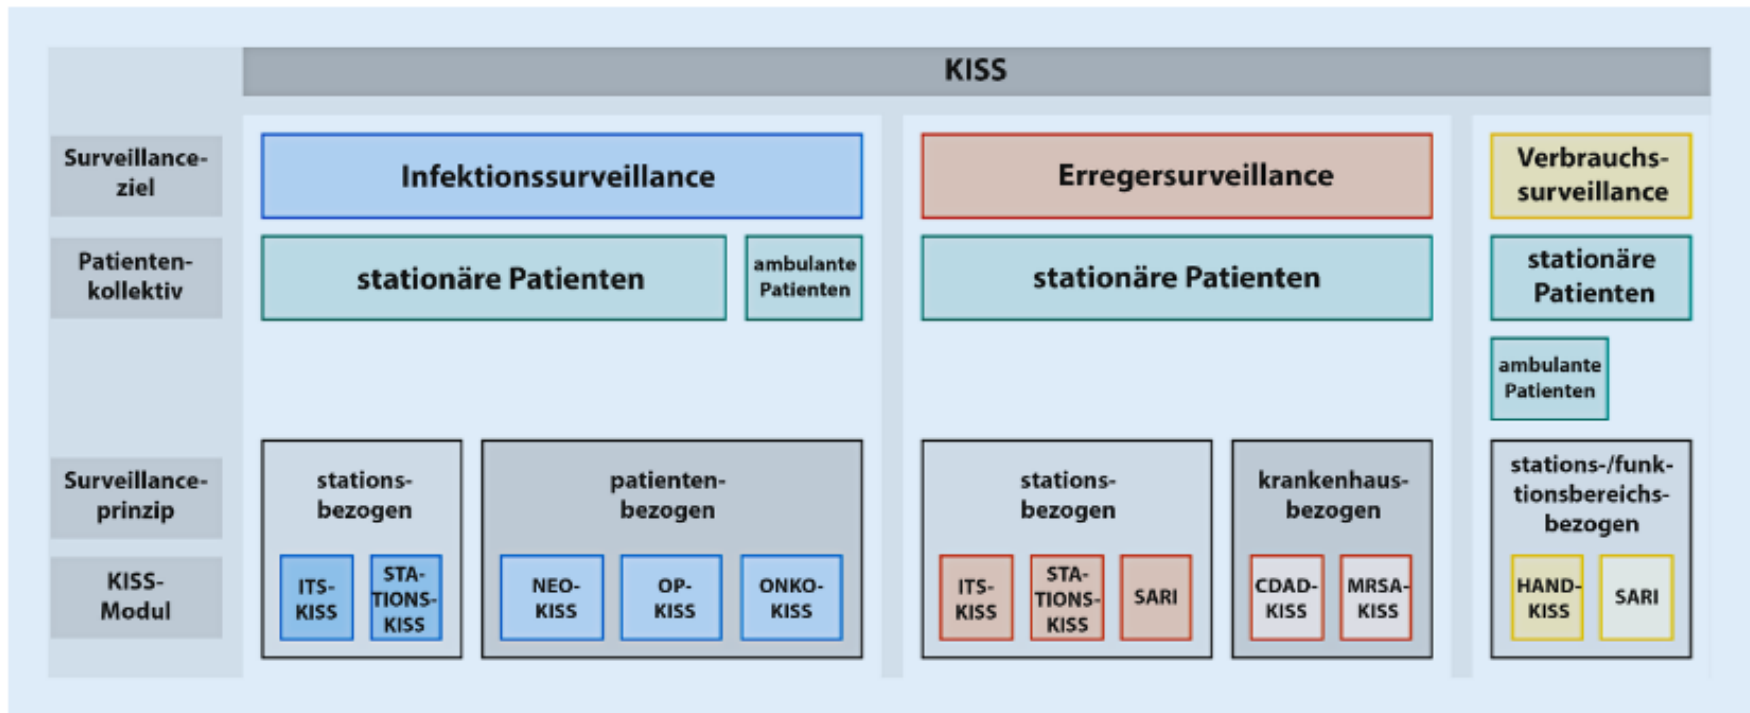 KISS
Surveillance-
ziel
Infektionssurveillance
Erregersurveillance
Verbrauchs-
surveillance
Patienten-
kollektiv
stationäre Patienten
ambulante
Patienten
stationäre Patienten
stationäre
Patienten
ambulante
Patienten
Surveillance-
prinzip
stations-
bezogen
patienten-
bezogen
stations-
bezogen
krankenhaus-
bezogen
stations-/funk-
tionsbereichs-
bezogen
KISS-
Modul
ITS-
KISS
STA-
TIONS-
KISS
NEO-
KISS
OP-
KISS
ONKO-
KISS
ITS-
KISS
STA-
TIONS-
KISS
SARI
CDAD-
KISS
MRSA-
KISS
HAND-
KISS
SARI